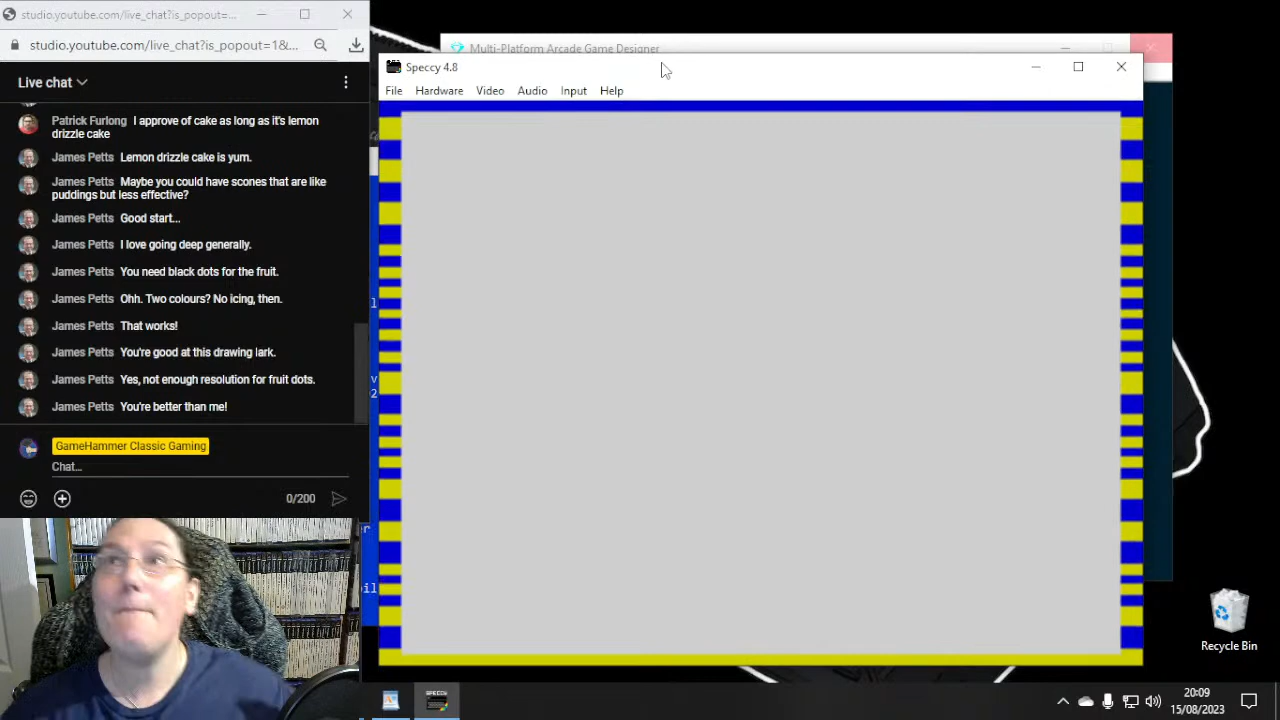 studio.youtube.com/live_chat?is_popout=...
studio.youtube.com/live_chat?is_popout=1&...
Live chat
Patrick Furlong I approve of cake as long as it's lemon
drizzle cake
James Petts Lemon drizzle cake is yum.
James Petts Maybe you could have scones that are like
puddings but less effective?
James Petts Good start...
James Petts I love going deep generally.
James Petts You need black dots for the fruit.
James Petts Ohh. Two colours? No icing, then.
James Petts That works!
James Petts You're good at this drawing lark.
James Petts Yes, not enough resolution for fruit dots.
James Petts You're better than me!
GameHammer Classic Gaming
Chat...
0/200
Multi-Platform Arcade Game Designer
Speccy 4.8
File Hardware Video Audio Input Help
Recycle Bin
SPECCY
20:09
15/08/2023